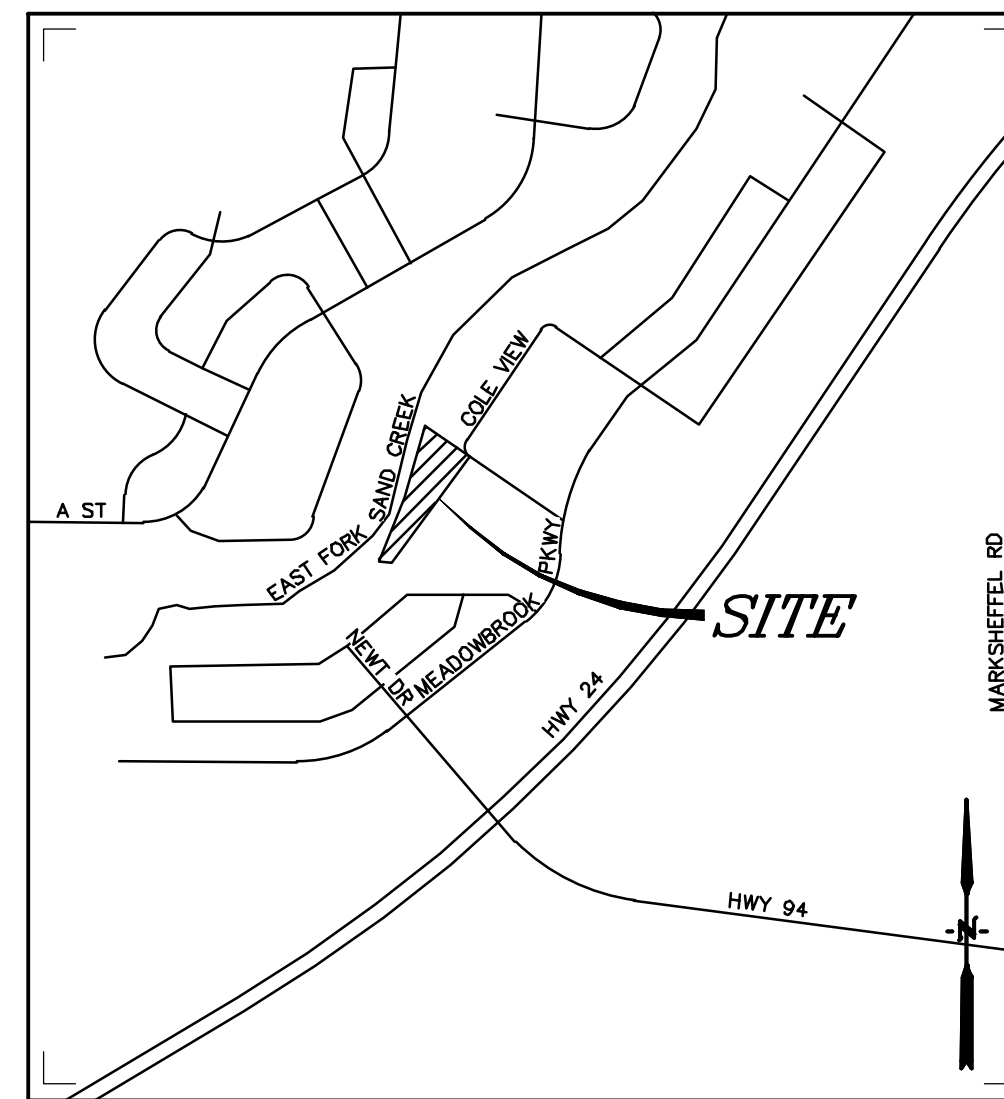 COLE VIEW
EAST FORK SAND CREEK
A ST
PKWY
MEADOWBROOK
SITE
MARKSHEFFEL RD
NEWT DR
HWY 24
HWY 94
-N-